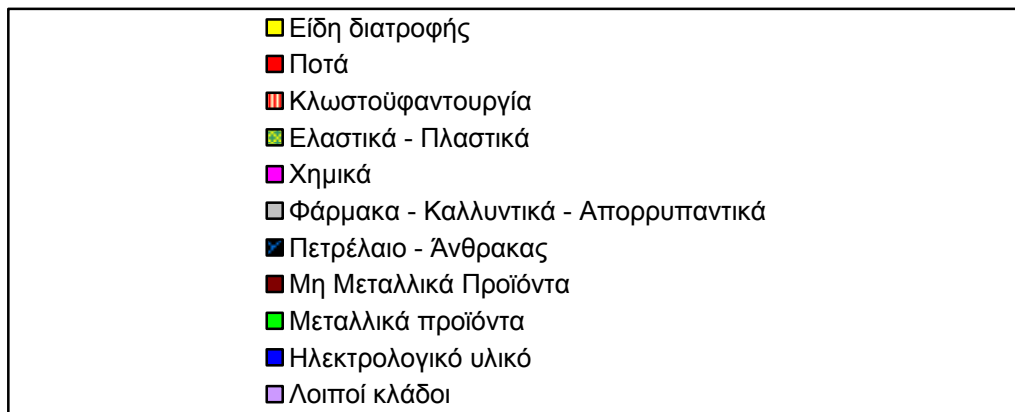 Είδη διατροφής
Ποτά
Κλωστοϋφαντουργία
Ελαστικά - Πλαστικά
Χημικά
Φάρμακα - Καλλυντικά - Απορρυπαντικά
Πετρέλαιο - Άνθρακας
Μη Μεταλλικά Προϊόντα
Μεταλλικά προϊόντα
Ηλεκτρολογικό υλικό
Λοιποί κλάδοι